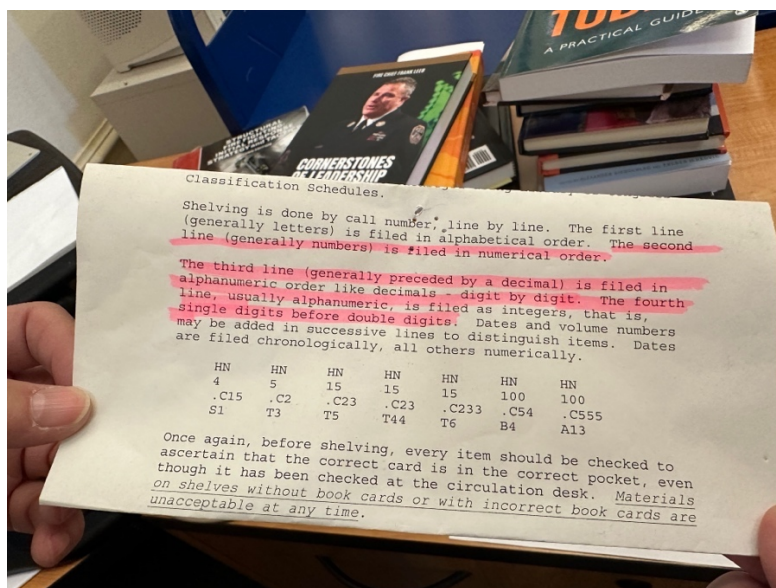 TOD
A PRACTICAL GUIDE
FOR CHIEF FRANK LEEB
CORNERSTONES
OF LEADERSHIP
STRATEGY AND
Classification Schedules.
Shelving is done by call number, line by line. The first line
(generally letters) is filed in alphabetical order. The second
line (generally numbers) is filed in numerical order.
The third line (generally preceded by a decimal) is filed in
alphanumeric order like decimals - digit by digit. The fourth
line, usually alphanumeric, is filed as integers, that is,
single digits before double digits. Dates and volume numbers
may be added in successive lines to distinguish items. Dates
are filed chronologically, all others numerically.
HN HN HN HN HN HN HN
4 5 15 15 15 100 100
.C15 .C2 .C23 .C23 .C233 .C54 .C555
S1 T3 T5 T44 T6 B4 A13
Once again, before shelving, every item should be checked to
ascertain that the correct card is in the correct pocket, even
though it has been checked at the circulation desk. Materials
on shelves without book cards or with incorrect book cards are
unacceptable at any time.